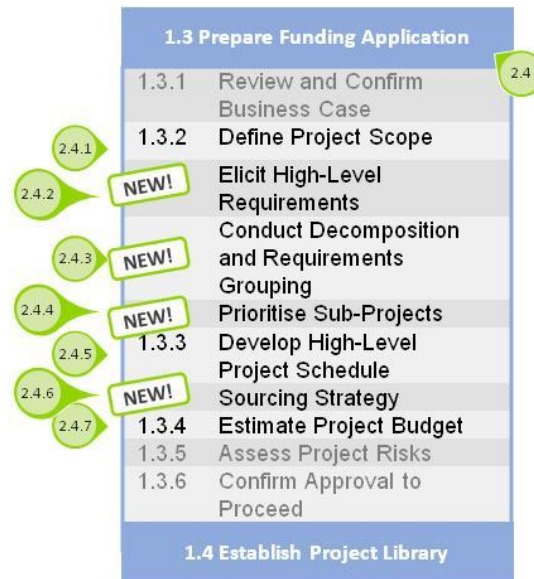 1.3 Prepare Funding Application
2.4
1.3.1 Review and Confirm
Business Case
2.4.1
1.3.2 Define Project Scope
2.4.2
NEW!
Elicit High-Level
Requirements
Conduct Decomposition
2.4.3
NEW!
and Requirements
Grouping
2.4.4
NEW!
Prioritise Sub-Projects
2.4.5
1.3.3 Develop High-Level
Project Schedule
2.4.6
NEW!
Sourcing Strategy
2.4.7
1.3.4 Estimate Project Budget
1.3.5 Assess Project Risks
1.3.6 Confirm Approval to
Proceed
1.4 Establish Project Library